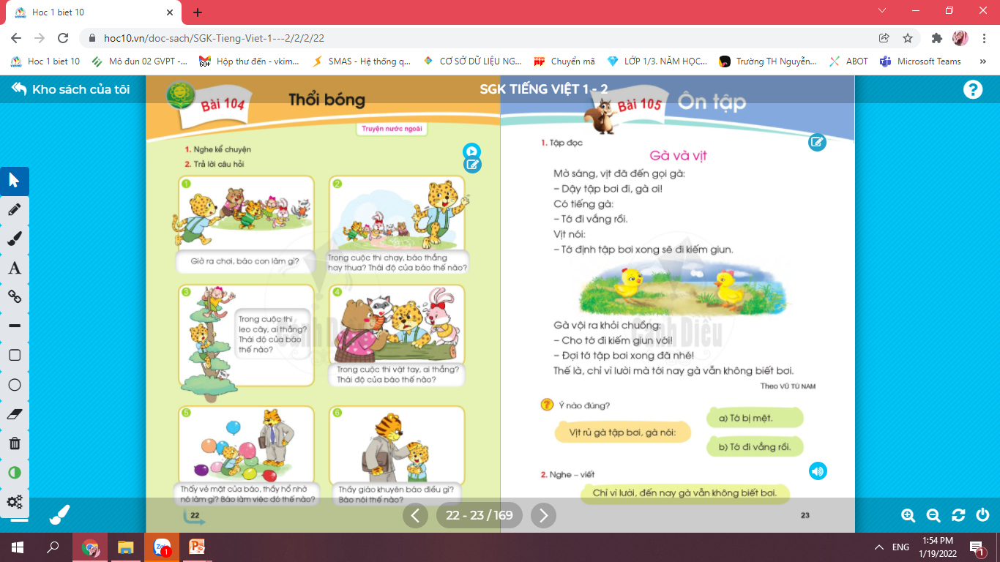 Hoc 1 biet 10
hoc10.vn/doc-sach/SGK-Tieng-Viet-1---2/2/2/22
Hoc 1 biet 10
Mô đun 02 GVPT -...
60+
Hộp thư đến - vkim...
SMAS - Hệ thống q...
CƠ SỞ DỮ LIỆU NG...
Chuyển mã
LỚP 1/3. NĂM HỌC...
Trường TH Nguyễn...
ABOT
Microsoft Teams
»
Kho sách của tôi
SGK TIẾNG VIỆT 1 - 2
?
Bài 104
Thổi bóng
Truyện nước ngoài
1. Nghe kể chuyện
2. Trả lời câu hỏi
1
Giờ ra chơi, báo con làm gì?
2
Trong cuộc thi chạy, báo thắng
hay thua? Thái độ của báo thế nào?
3
Trong cuộc thi
leo cây, ai thắng?
Thái độ của báo
thế nào?
4
Trong cuộc thi vật tay, ai thắng?
Thái độ của báo thế nào?
5
Thấy vẻ mặt của báo, thầy hổ nhờ
nó làm gì? Báo làm việc đó thế nào?
6
Thầy giáo khuyên báo điều gì?
Báo nói thế nào?
22
Bài 105
Ôn tập
1. Tập đọc
Gà và vịt
Mờ sáng, vịt đã đến gọi gà:
– Dậy tập bơi đi, gà ơi!
Có tiếng gà:
– Tớ đi vắng rồi.
Vịt nói:
– Tớ định tập bơi xong sẽ đi kiếm giun.
Gà vội ra khỏi chuồng:
– Cho tớ đi kiếm giun với!
– Đợi tớ tập bơi xong đã nhé!
Thế là, chỉ vì lười mà tới nay gà vẫn không biết bơi.
Theo VŨ TÚ NAM
? Ý nào đúng?
Vịt rủ gà tập bơi, gà nói:
a) Tớ bị mệt.
b) Tớ đi vắng rồi.
2. Nghe – viết
Chỉ vì lười, đến nay gà vẫn không biết bơi.
23
Cánh Diều
Cánh Diều
A
22 - 23 / 169
Zalo
1
ENG
1:54 PM
1/19/2022
1